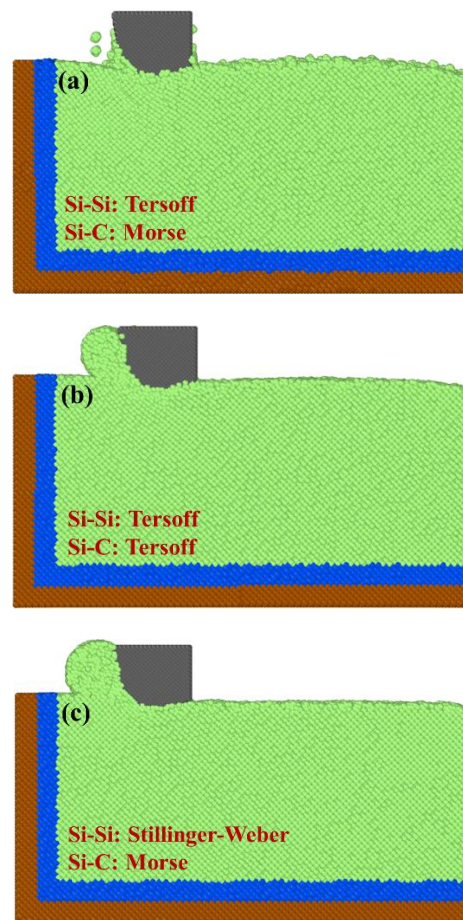 (a)
Si-Si: Tersoff
Si-C: Morse
(b)
Si-Si: Tersoff
Si-C: Tersoff
(c)
Si-Si: Stillinger-Weber
Si-C: Morse